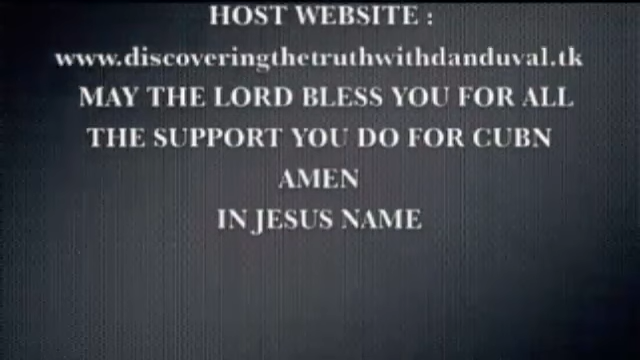 HOST WEBSITE :
www.discoveringthetruthwithdanduval.tk
MAY THE LORD BLESS YOU FOR ALL
THE SUPPORT YOU DO FOR CUBN
AMEN
IN JESUS NAME